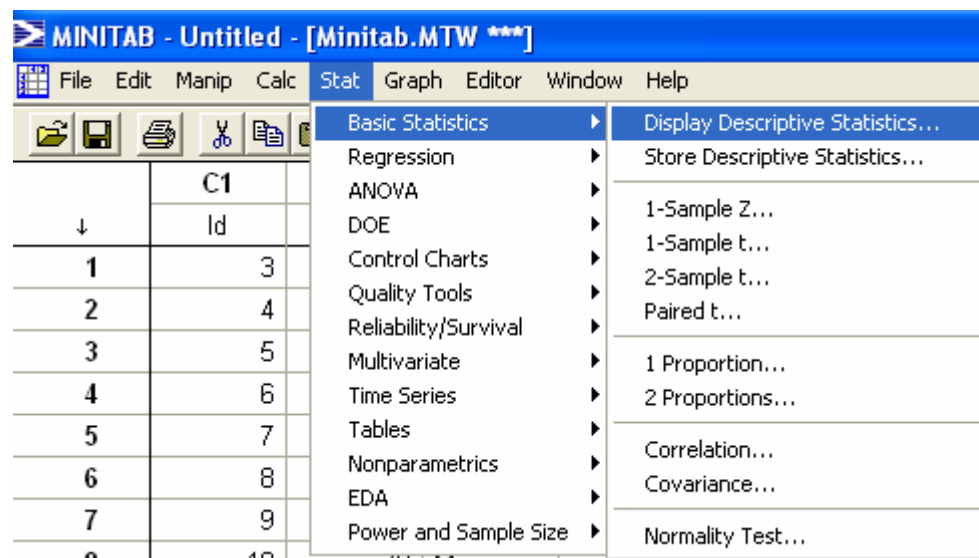 MINITAB - Untitled - [Minitab.MTW ***]
File Edit Manip Calc Stat Graph Editor Window Help
Basic Statistics
Regression
ANOVA
DOE
Control Charts
Quality Tools
Reliability/Survival
Multivariate
Time Series
Tables
Nonparametrics
EDA
Power and Sample Size
Display Descriptive Statistics...
Store Descriptive Statistics...
1-Sample Z...
1-Sample t...
2-Sample t...
Paired t...
1 Proportion...
2 Proportions...
Correlation...
Covariance...
Normality Test...
C1
↓ Id
1 3
2 4
3 5
4 6
5 7
6 8
7 9